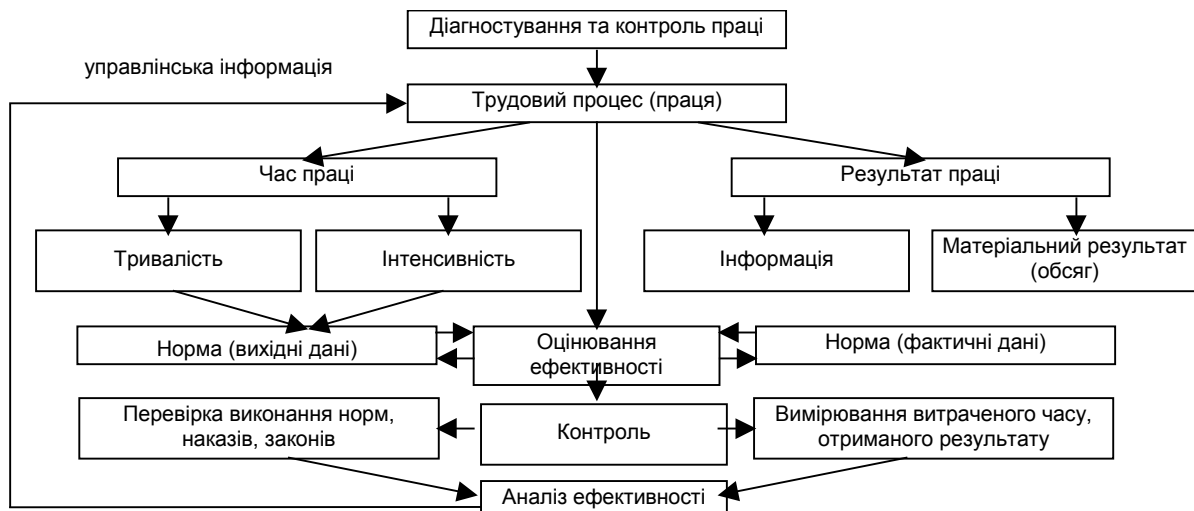 Діагностування та контроль праці
управлінська інформація
Трудовий процес (праця)
Час праці
Результат праці
Тривалість
Інтенсивність
Інформація
Матеріальний результат
(обсяг)
Норма (вихідні дані)
Оцінювання
ефективності
Норма (фактичні дані)
Перевірка виконання норм,
наказів, законів
Контроль
Вимірювання витраченого часу,
отриманого результату
Аналіз ефективності